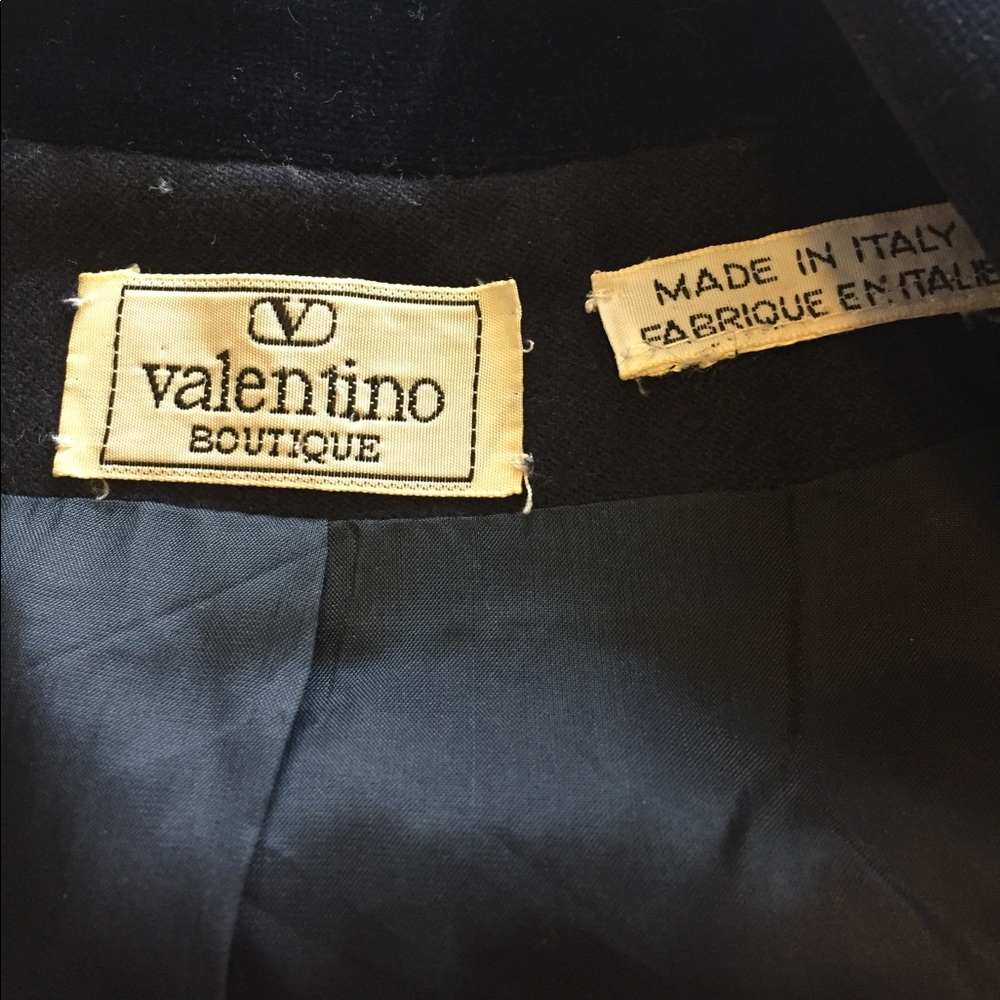 V
valentino
BOUTIQUE
MADE IN ITALY
FABRIQUE EN ITALIE